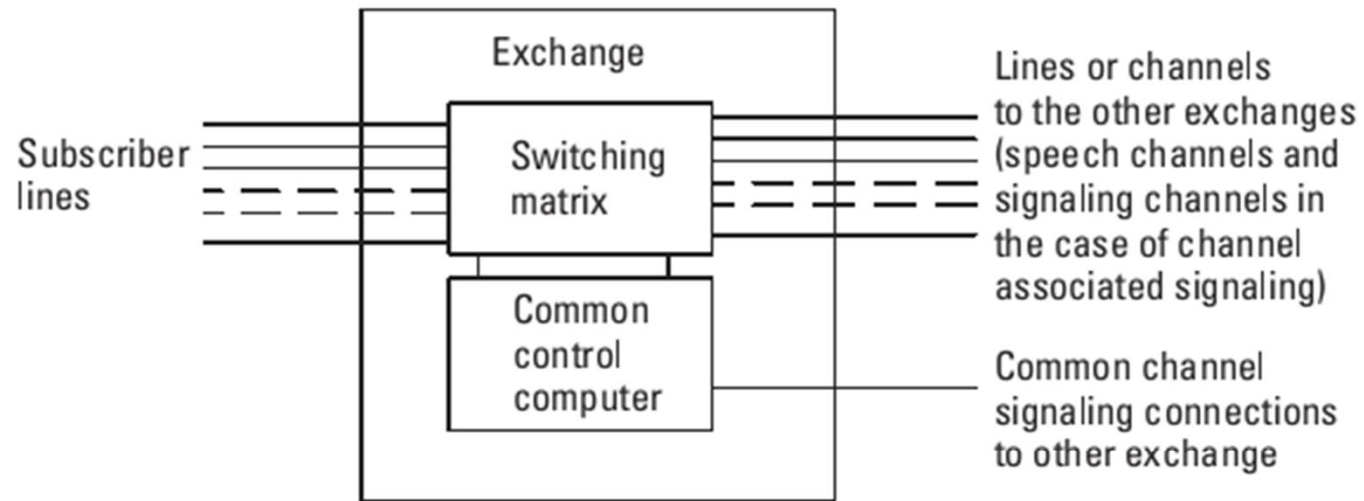 Exchange
Subscriber
lines
Switching
matrix
Lines or channels
to the other exchanges
(speech channels and
signaling channels in
the case of channel
associated signaling)
Common
control
computer
Common channel
signaling connections
to other exchange